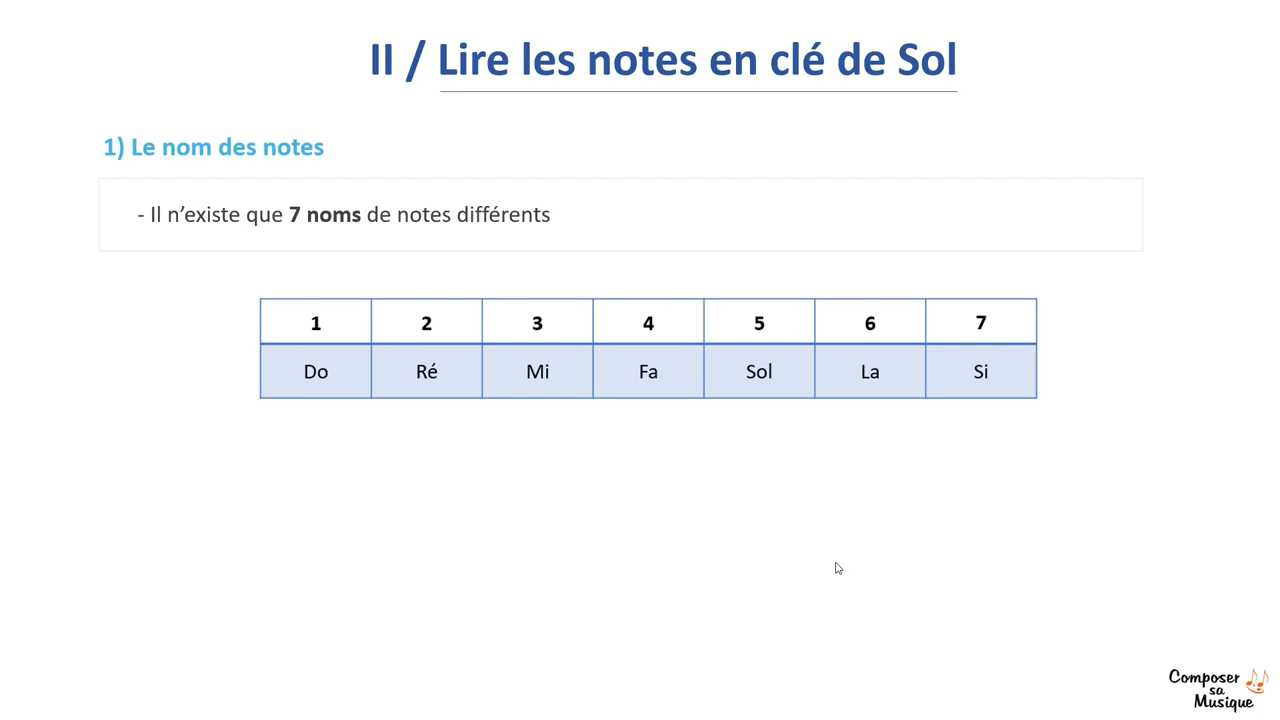 II / Lire les notes en clé de Sol
1) Le nom des notes
- Il n’existe que 7 noms de notes différents
1 2 3 4 5 6 7
Do Ré Mi Fa Sol La Si
Composer
sa
Musique